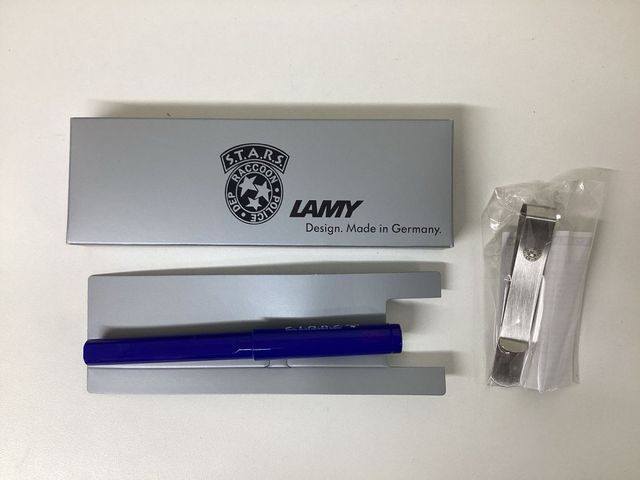 S.T.A.R.S.
RACCOON
POLICE • DEP
LAMY
Design. Made in Germany.